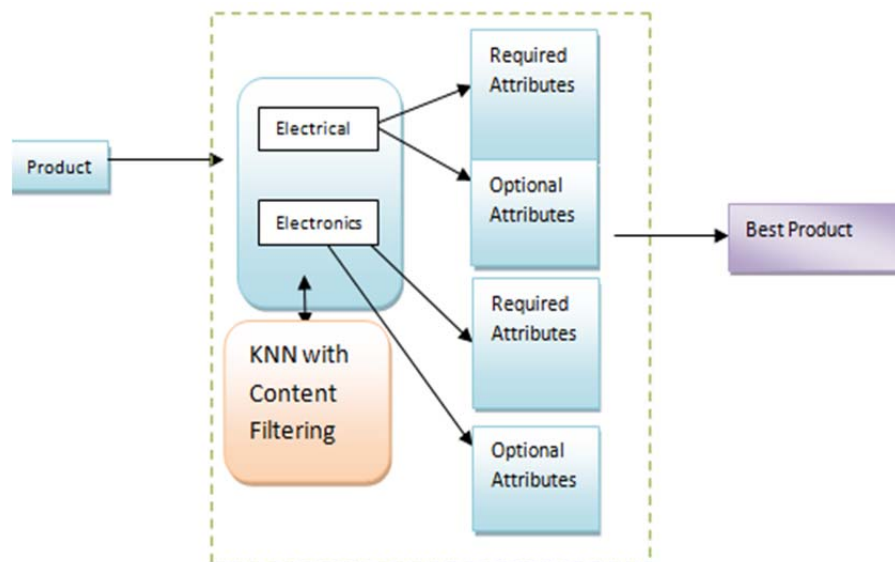 Product
Electrical
Electronics
KNN with
Content
Filtering
Required
Attributes
Optional
Attributes
Required
Attributes
Optional
Attributes
Best Product